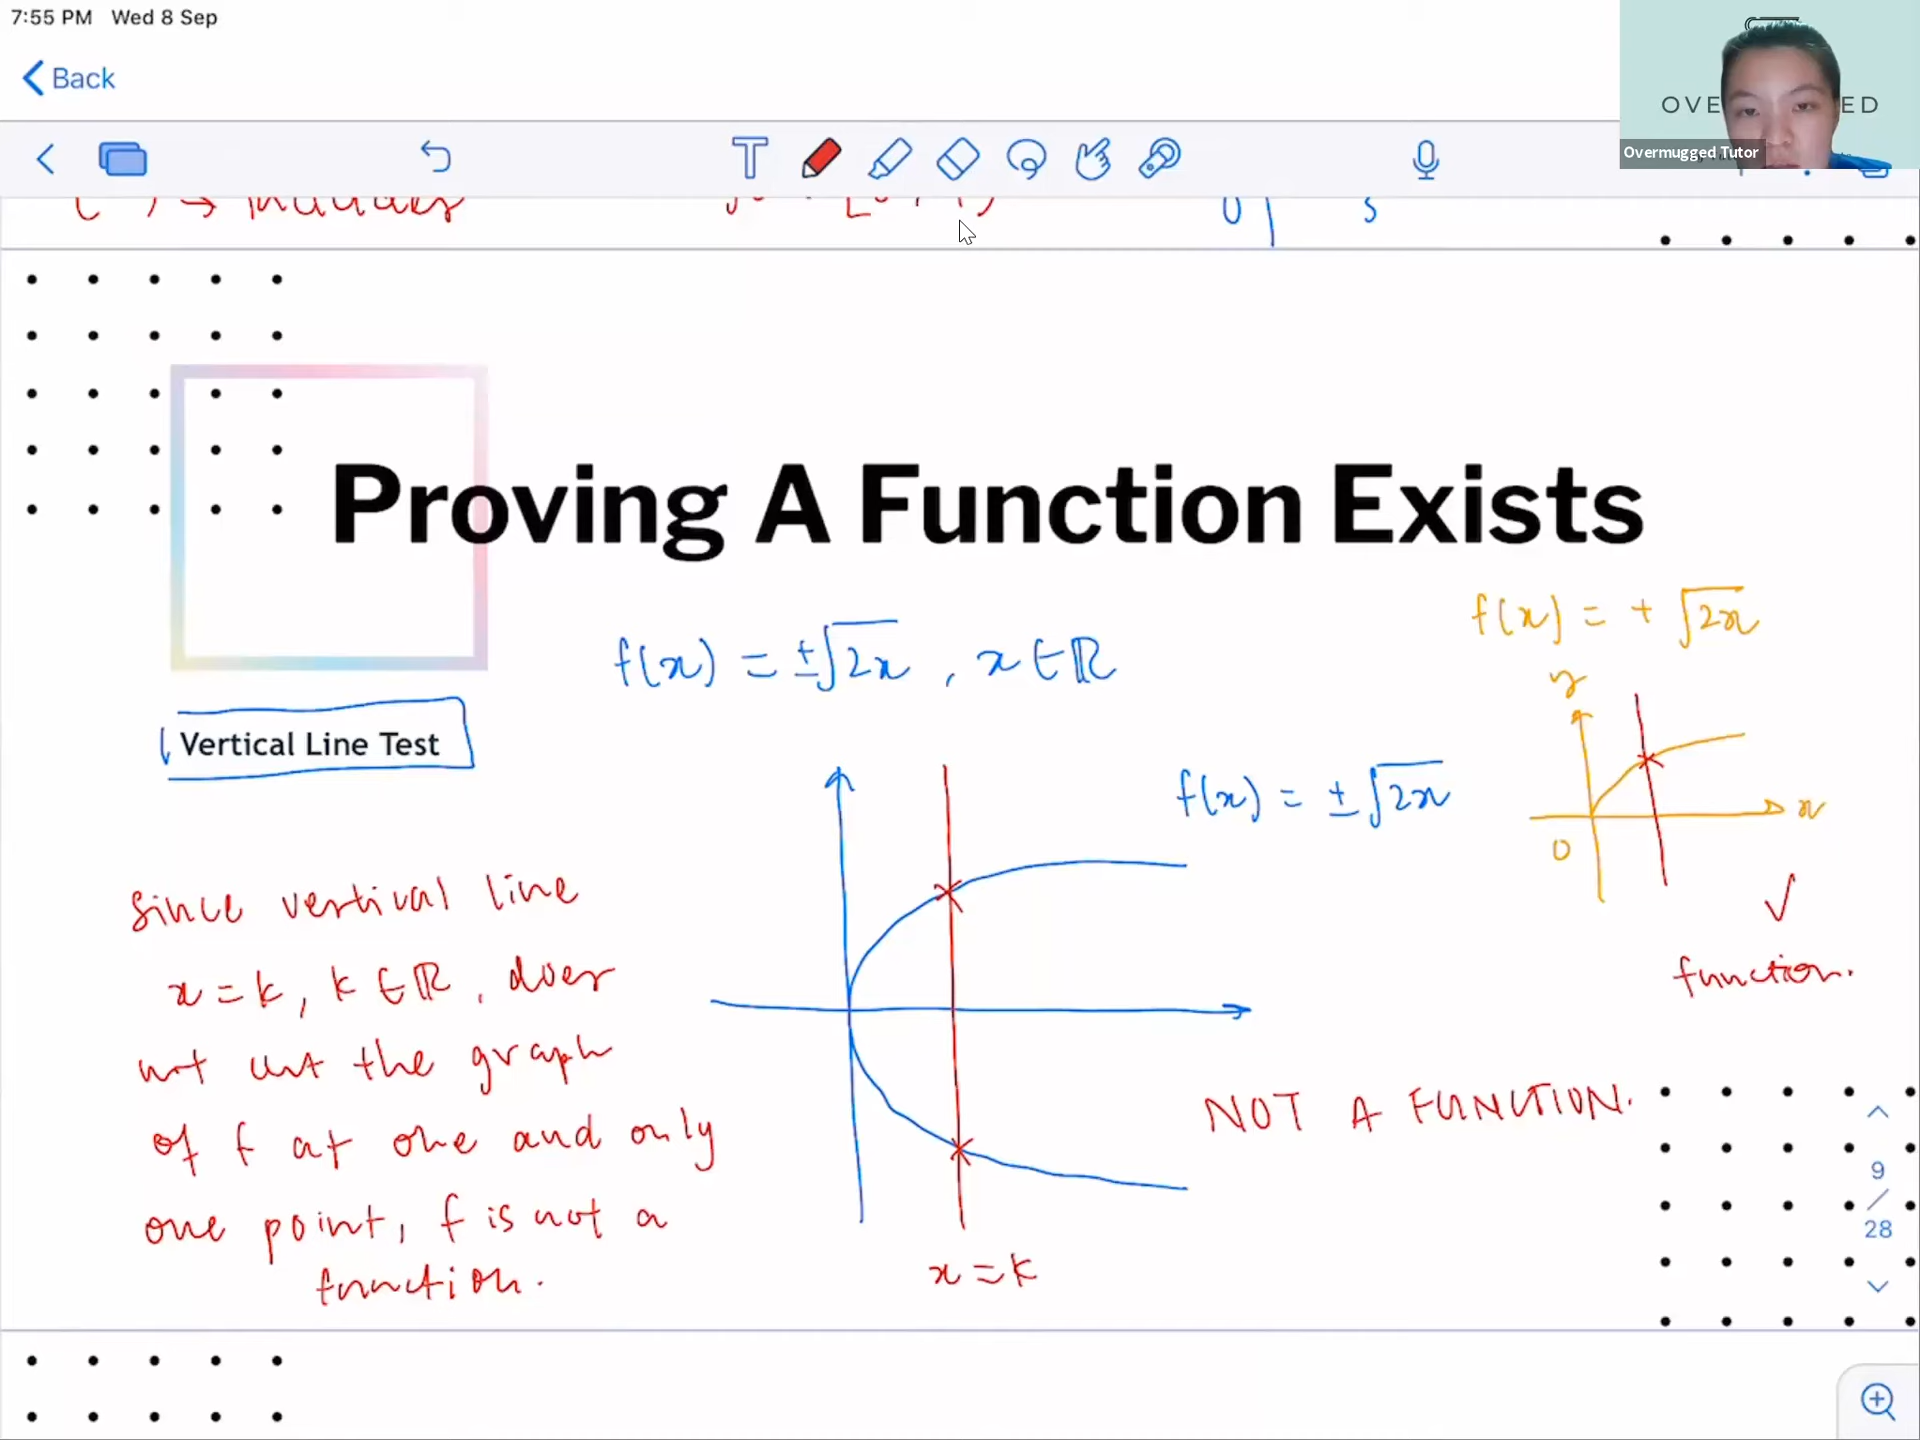 7:55 PM Wed 8 Sep
Back
OVE ED
Overmugged Tutor
T
Proving A Function Exists
f(x) = + √2x
f(x) = ±√2x , x ∈ ℝ
y
Vertical Line Test
f(x) = ±√2x
x
0
since vertical line
x = k, k ∈ ℝ, does
not cut the graph
of f at one and only
one point, f is not a
function.
✓
function.
NOT A FUNCTION.
x = k
9
/
28